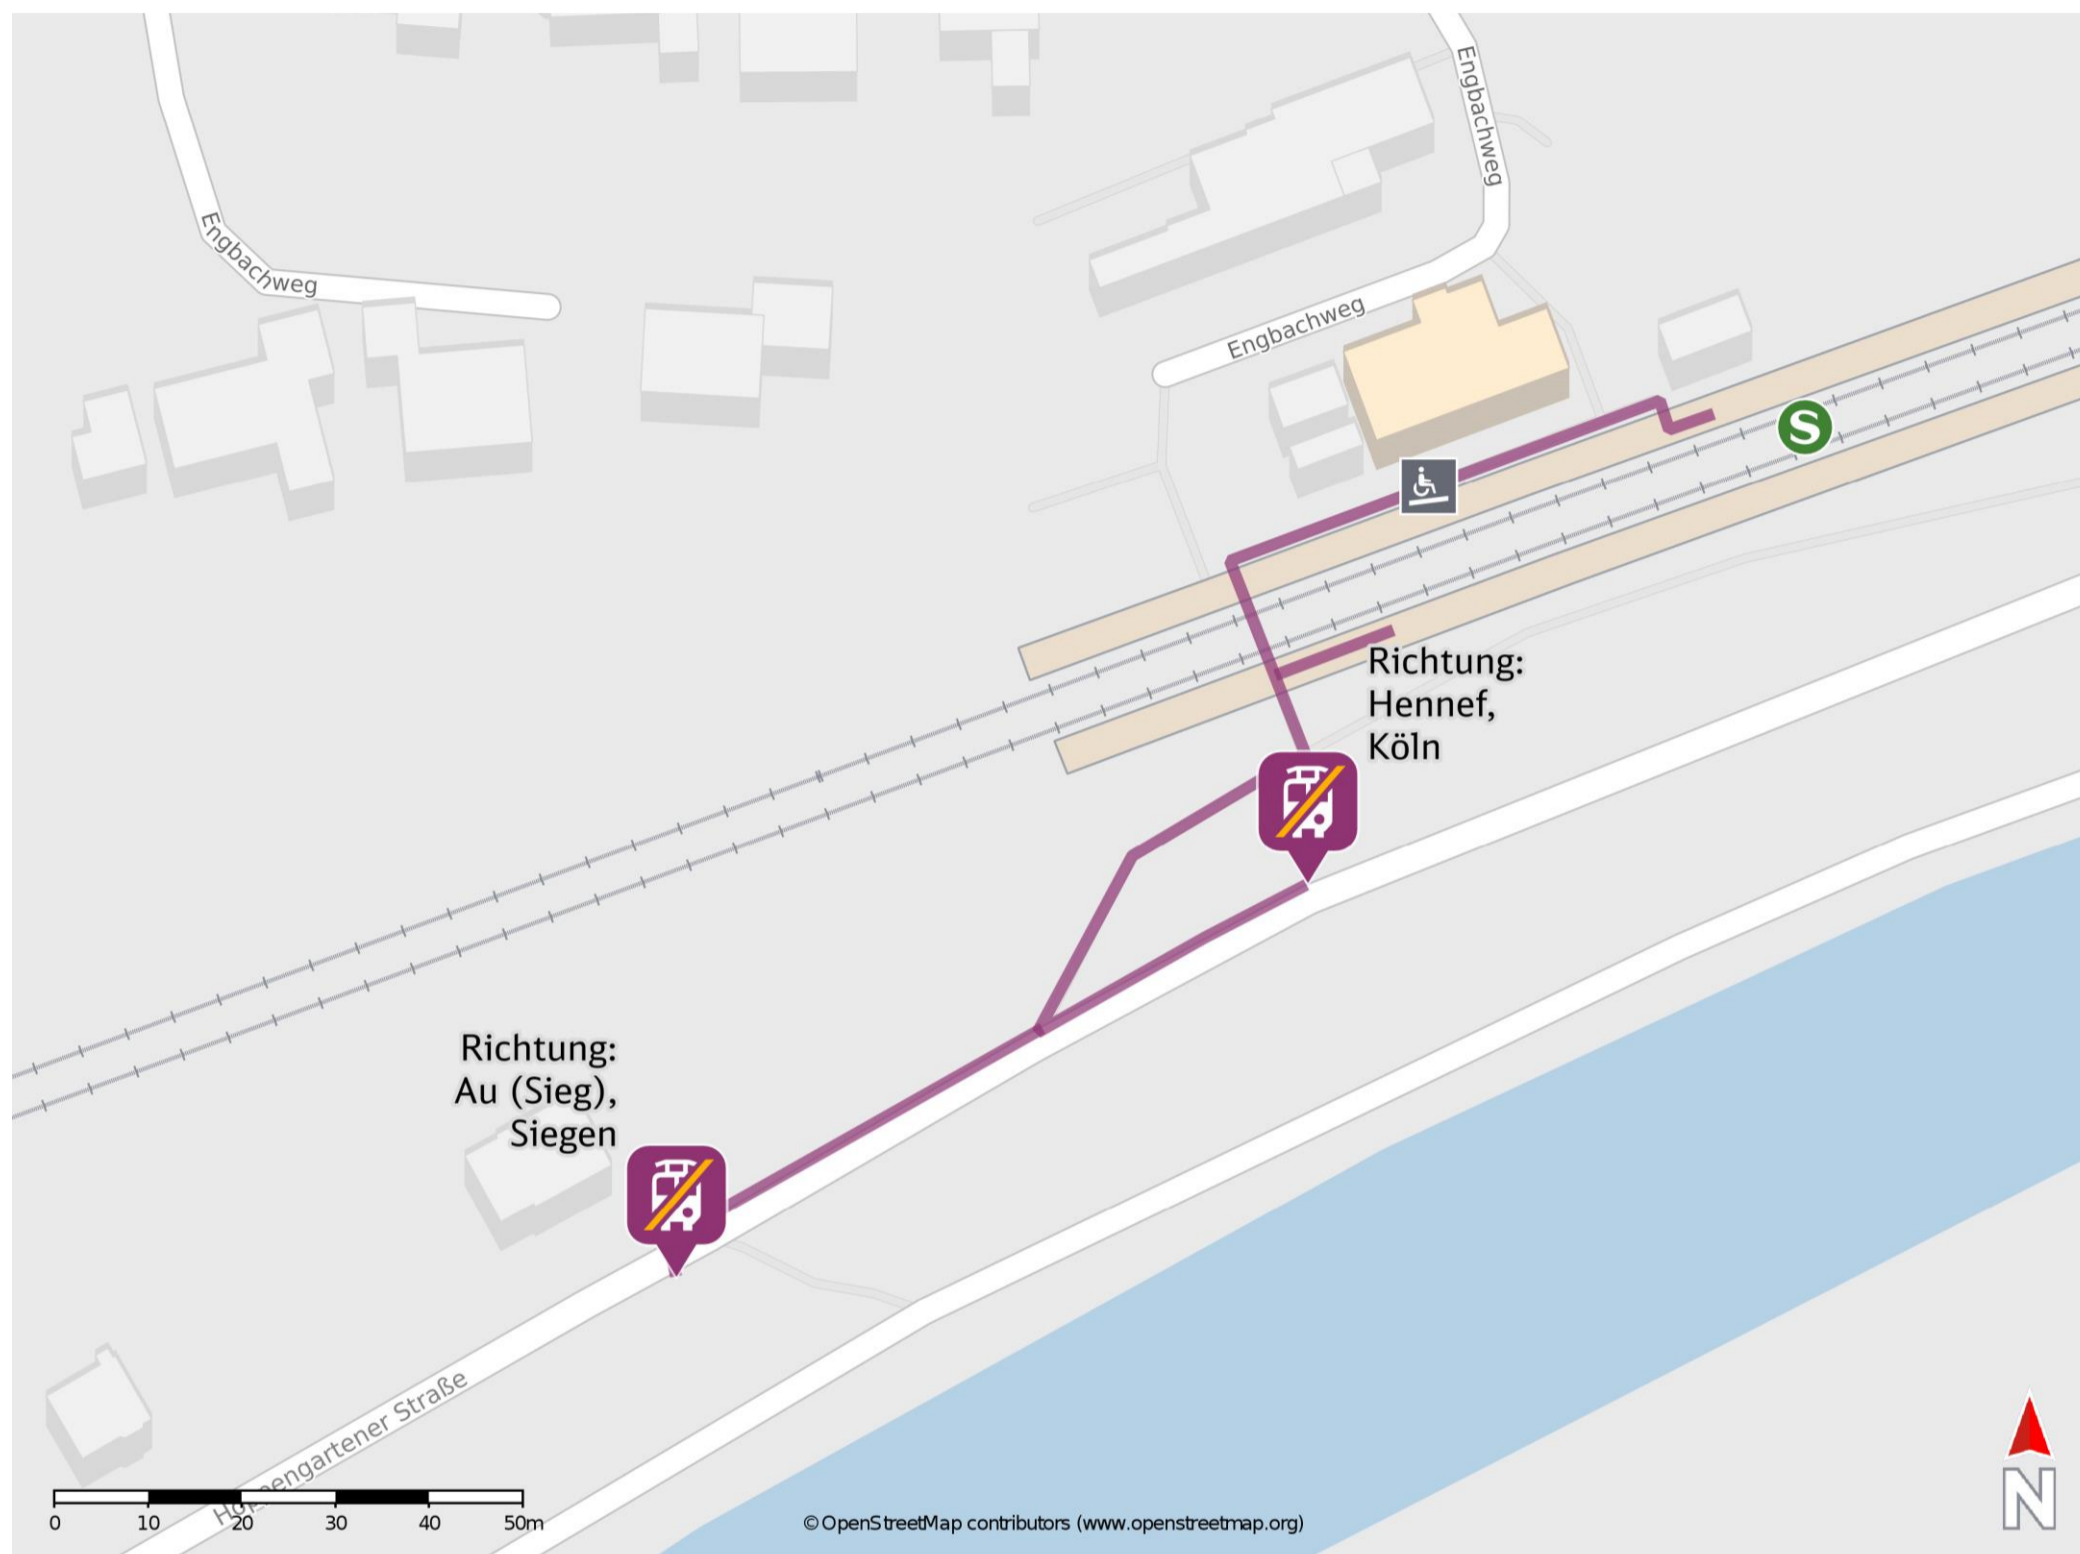 Engbachweg
Engbachweg
Engbachweg
S
Richtung:
Hennef,
Köln
Richtung:
Au (Sieg),
Siegen
Hoppengartener Straße
0 10 20 30 40 50m
© OpenStreetMap contributors (www.openstreetmap.org)
N